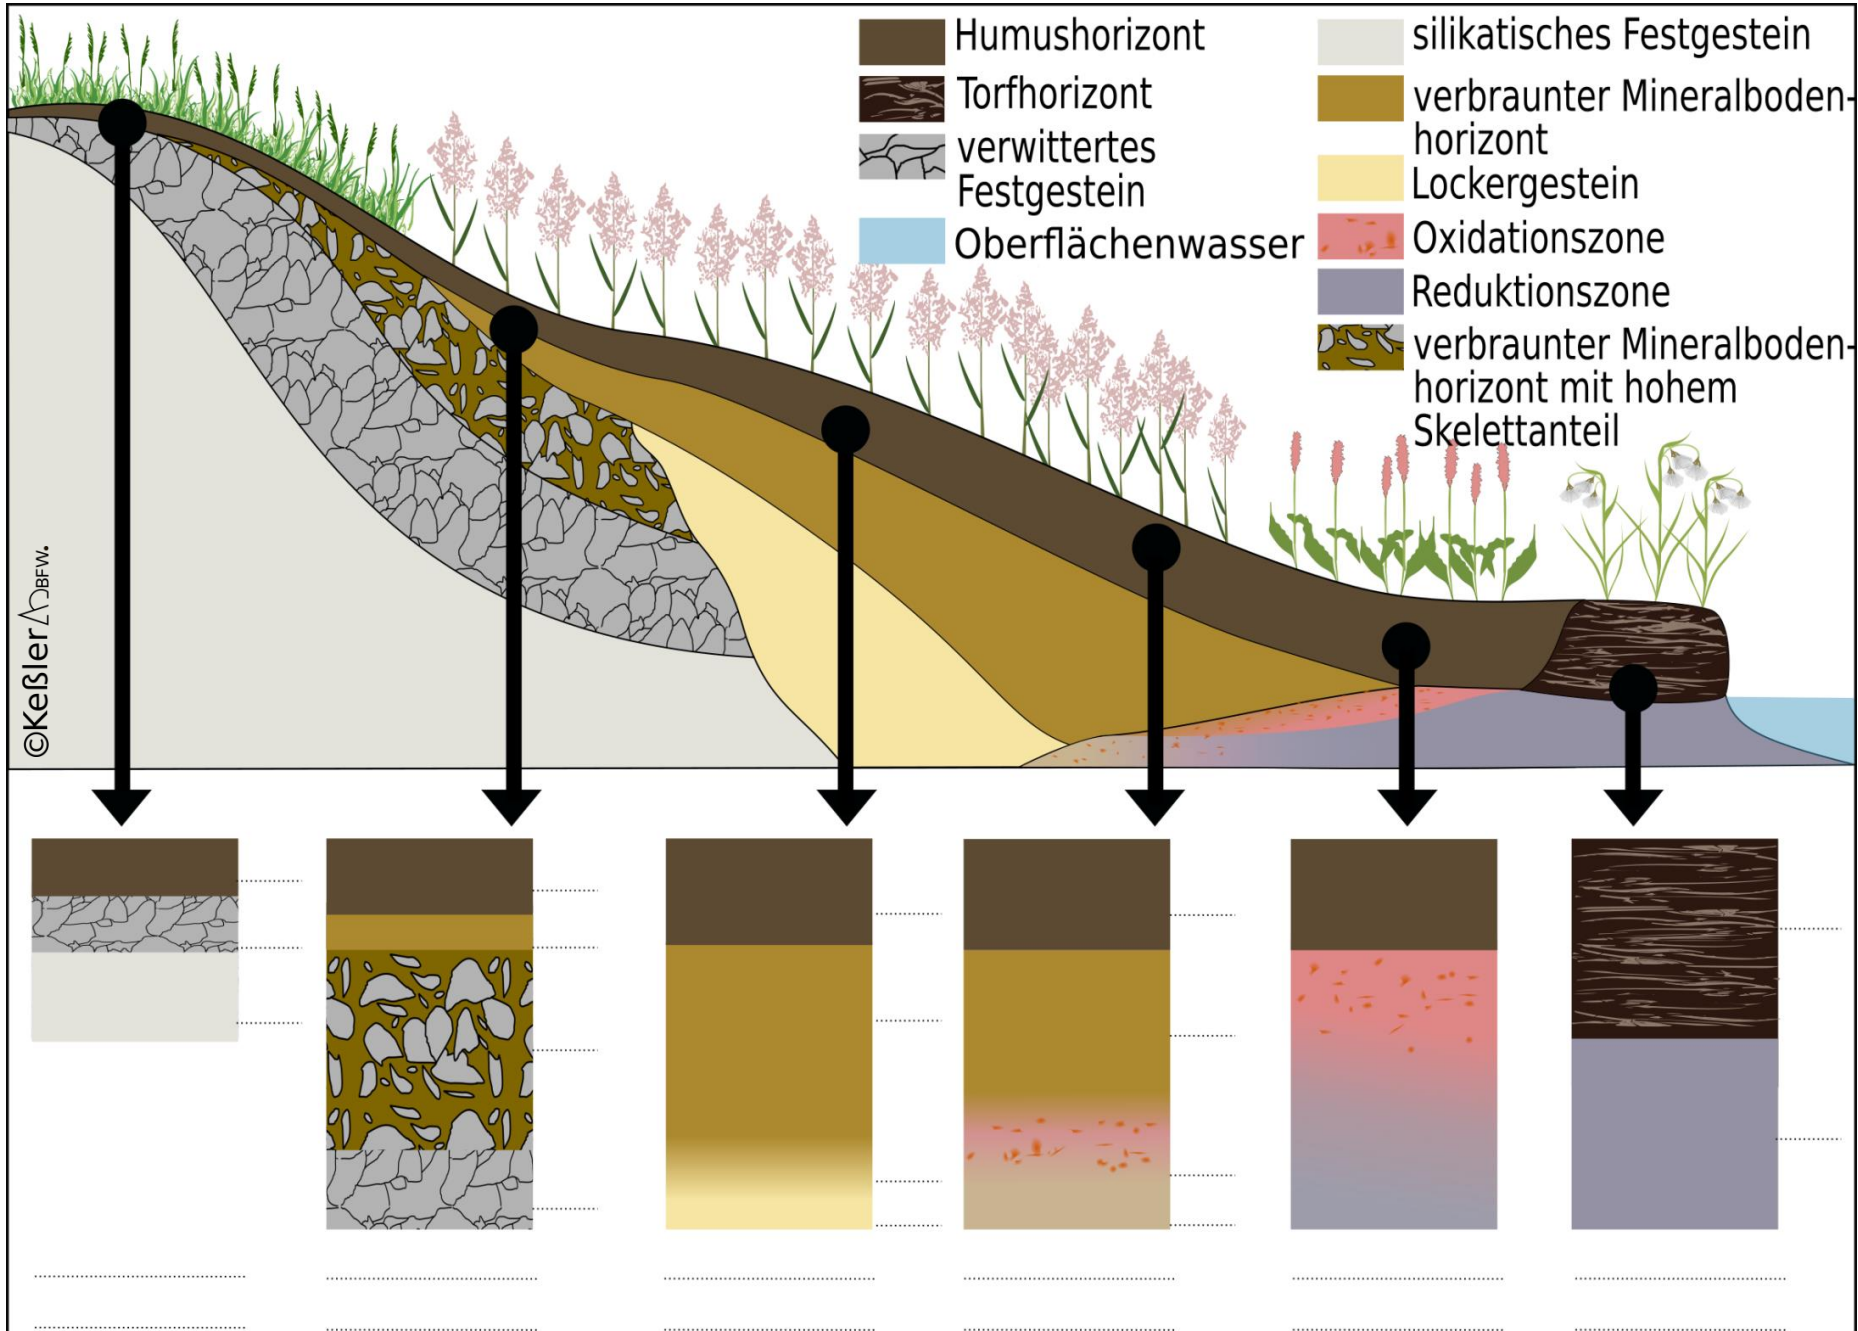 Humushorizont
Torfhorizont
verwittertes
Festgestein
Oberflächenwasser
silikatisches Festgestein
verbraunter Mineralboden-
horizont
Lockergestein
Oxidationszone
Reduktionszone
verbraunter Mineralboden-
horizont mit hohem
Skelettanteil
©Keßler BFW.